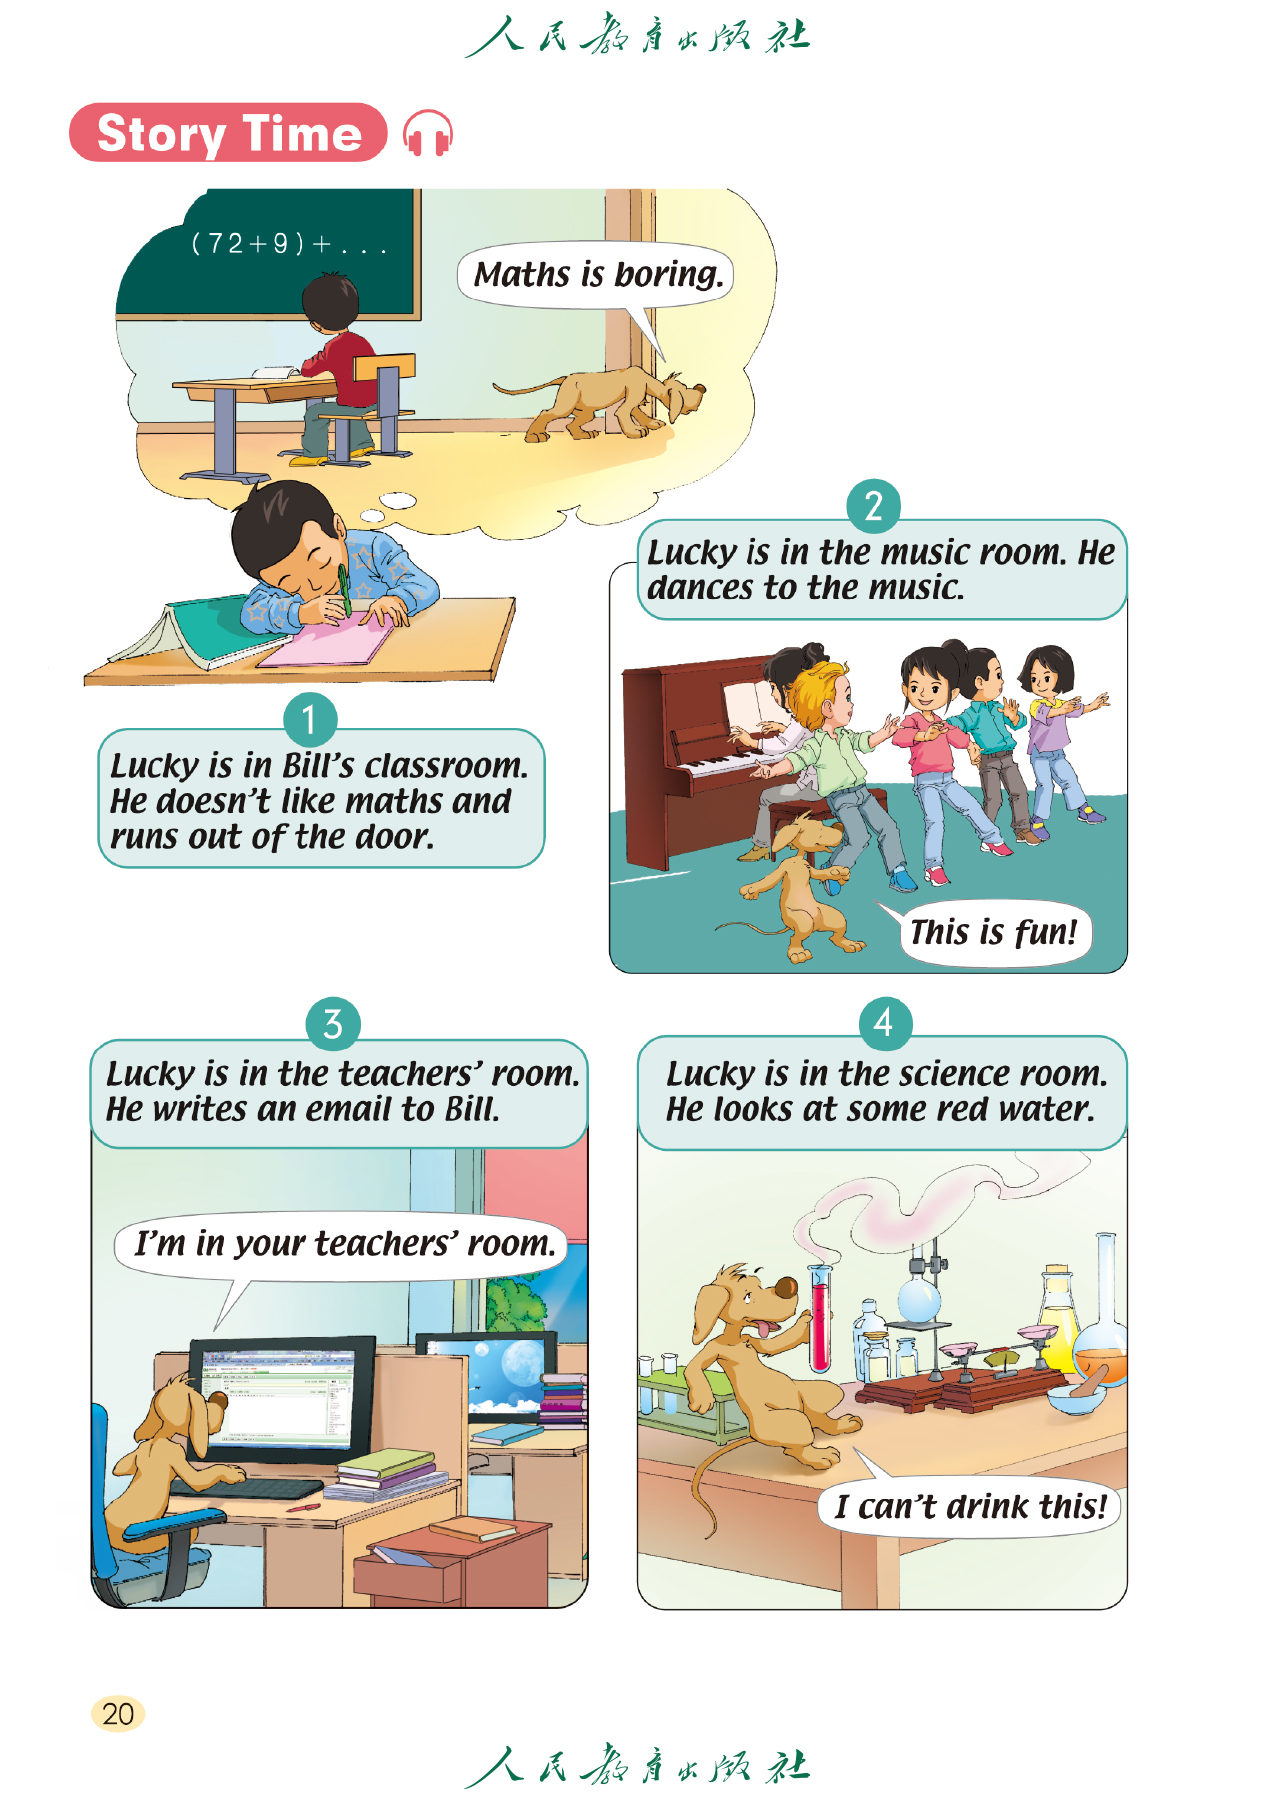 人民教育出版社
Story Time
(72+9)+...
Maths is boring.
1
Lucky is in Bill's classroom.
He doesn't like maths and
runs out of the door.
2
Lucky is in the music room. He
dances to the music.
This is fun!
3
Lucky is in the teachers' room.
He writes an email to Bill.
I'm in your teachers' room.
4
Lucky is in the science room.
He looks at some red water.
I can't drink this!
20
人民教育出版社